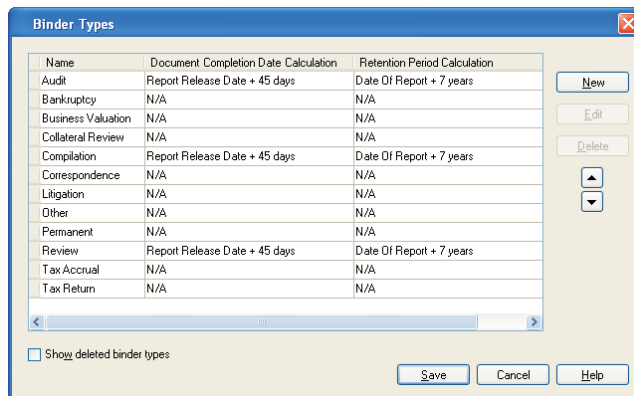 Binder Types
Name Document Completion Date Calculation Retention Period Calculation
Audit Report Release Date + 45 days Date Of Report + 7 years
Bankruptcy N/A N/A
Business Valuation N/A N/A
Collateral Review N/A N/A
Compilation Report Release Date + 45 days Date Of Report + 7 years
Correspondence N/A N/A
Litigation N/A N/A
Other N/A N/A
Permanent N/A N/A
Review Report Release Date + 45 days Date Of Report + 7 years
Tax Accrual N/A N/A
Tax Return N/A N/A
New
Edit
Delete
Show deleted binder types
Save Cancel Help